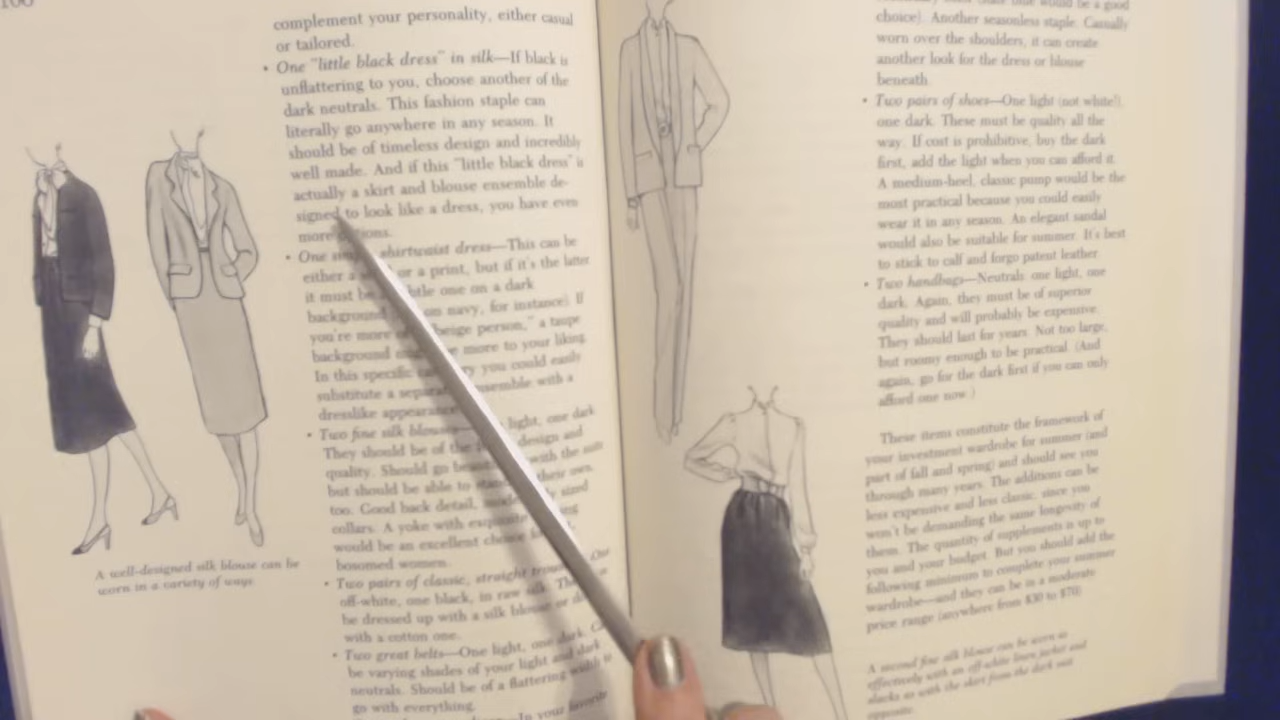 100
complement your personality, either casual
or tailored.
• One "little black dress" in silk—If black is
unflattering to you, choose another of the
dark neutrals. This fashion staple can
literally go anywhere in any season. It
should be of timeless design and incredibly
well made. And if this "little black dress" is
actually a skirt and blouse ensemble de-
signed to look like a dress, you have even
more options.
• One shirtwaist dress—This can be
either a or a print, but if it's the latter
it must be one on a dark
background on navy, for instance). If
you're more "beige person," a taupe
background more to your liking.
In this specific you could easily
substitute a ensemble with a
dresslike appearance
• Two fine silk light, one dark
They should be of the design and
quality. Should go with the suit
but should be able to their own,
too. Good back detail, sized
collars. A yoke with
would be an excellent
bosomed women.
• Two pairs of classic, straight One
off-white, one black, in raw silk.
be dressed up with a silk blouse or
with a cotton one.
• Two great belts—One light, one dark.
be varying shades of your light and dark
neutrals. Should be of a flattering width
go with everything.
In your favorite
A well-designed silk blouse can be
worn in a variety of ways.
would be a good
choice). Another seasonless staple. Casually
worn over the shoulders, it can create
another look for the dress or blouse
beneath.
• Two pairs of shoes—One light (not white!),
one dark. These must be quality all the
way. If cost is prohibitive, buy the dark
first, add the light when you can afford it.
A medium-heel, classic pump would be the
most practical because you could easily
wear it in any season. An elegant sandal
would also be suitable for summer. It's best
to stick to calf and forgo patent leather.
• Two handbags—Neutrals: one light, one
dark. Again, they must be of superior
quality and will probably be expensive.
They should last for years. Not too large,
but roomy enough to be practical. (And
again, go for the dark first if you can only
afford one now.)
These items constitute the framework of
your investment wardrobe for summer (and
part of fall and spring) and should see you
through many years. The additions can be
less expensive and less classic, since you
won't be demanding the same longevity of
them. The quantity of supplements is up to
you and your budget. But you should add the
following minimum to complete your summer
wardrobe—and they can be in a moderate
price range (anywhere from $30 to $70)
A second fine silk blouse can be worn as
effectively with an off-white linen jacket and
slacks as with the skirt from the dark suit
opposite.